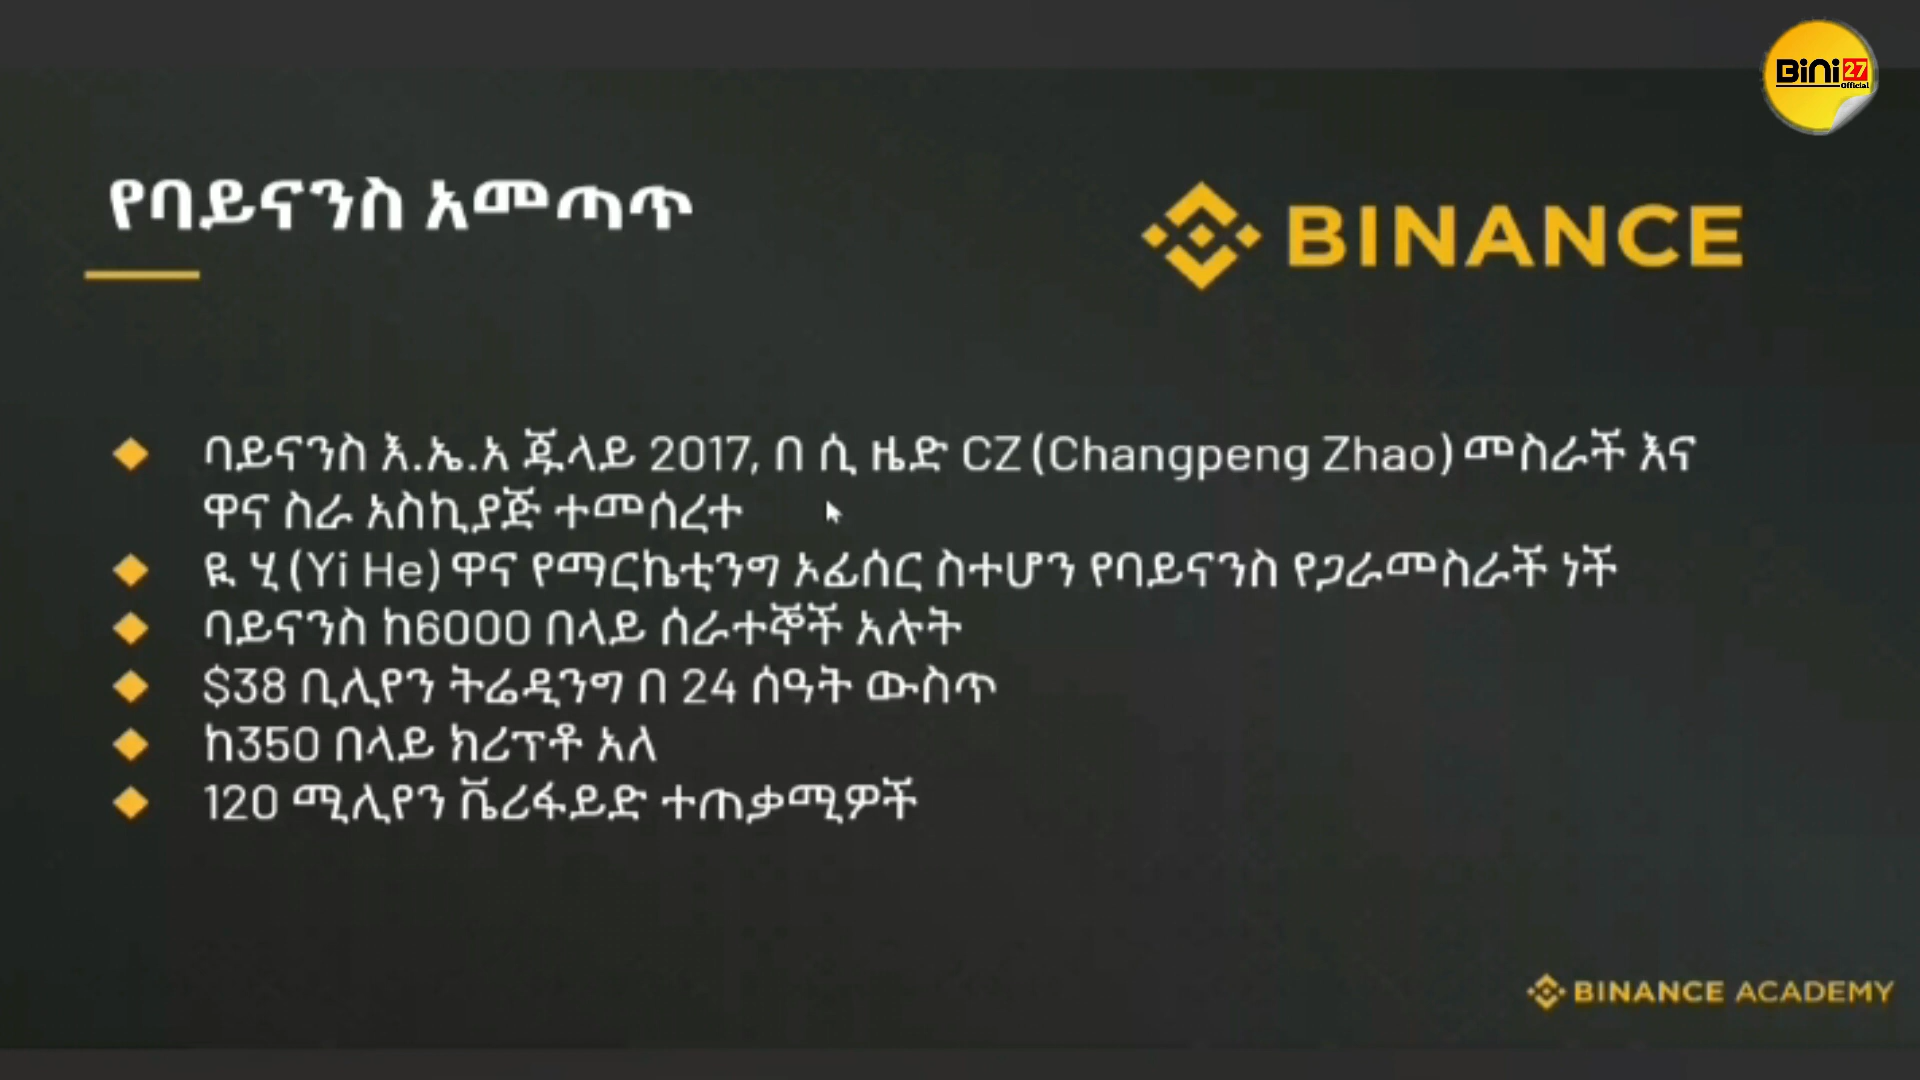 BiNi 27
Official
የባይናንስ አመጣጥ
BINANCE
ባይናንስ እ.ኤ.አ ጁላይ 2017, በ ሲ ዜድ CZ (Changpeng Zhao) መስራች እና
ዋና ስራ አስኪያጅ ተመሰረተ
ዪ ሂ (Yi He) ዋና የማርኬቲንግ ኦፊሰር ስተሆን የባይናንስ የጋራመስራች ነች
ባይናንስ ከ6000 በላይ ሰራተኞች አሉት
$38 ቢሊየን ትሬዲንግ በ 24 ሰዓት ውስጥ
ከ350 በላይ ክሪፕቶ አለ
120 ሚሊየን ቬሪፋይድ ተጠቃሚዎች
BINANCE ACADEMY